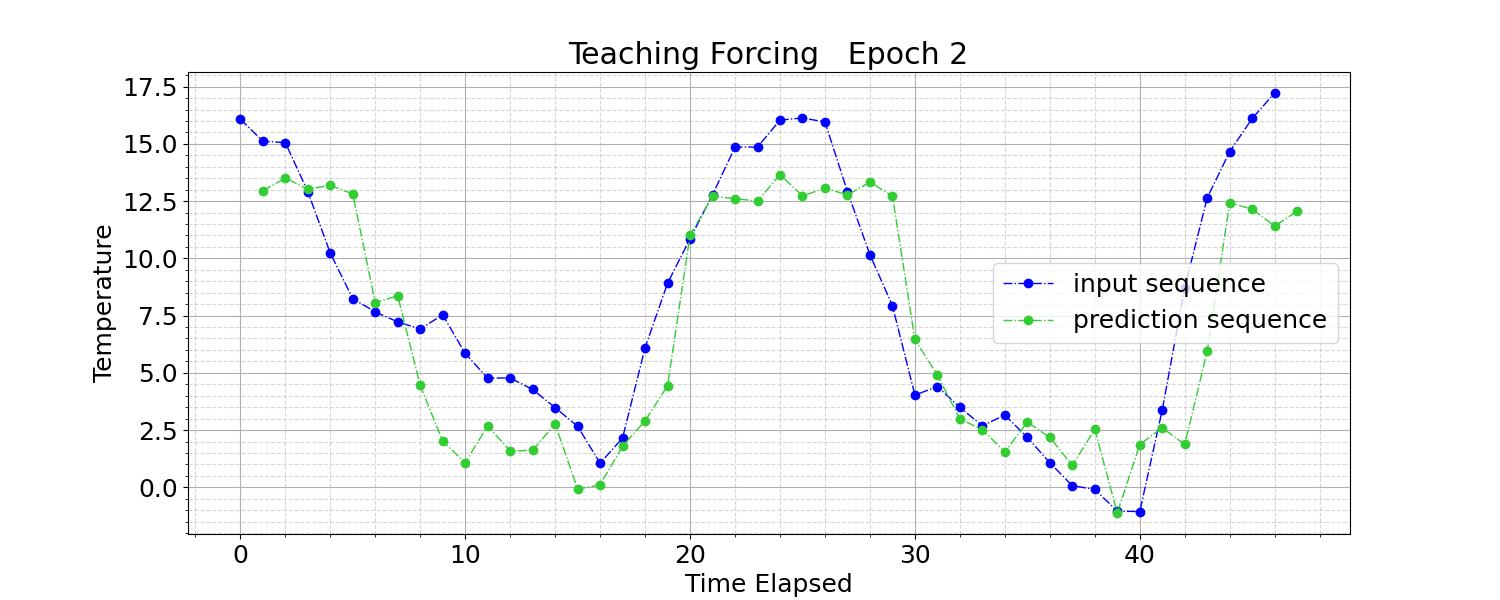 Teaching Forcing   Epoch 2
17.5
15.0
12.5
10.0
7.5
5.0
2.5
0.0
Temperature
input sequence
prediction sequence
0 10 20 30 40
Time Elapsed